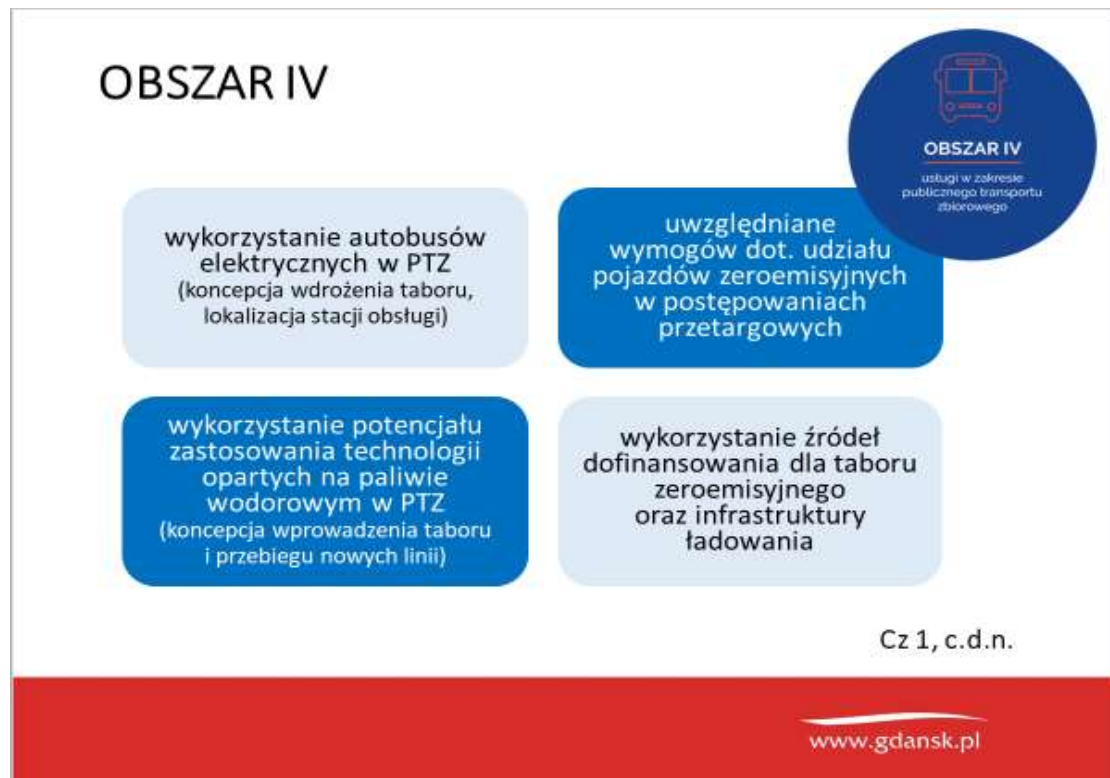 OBSZAR IV
OBSZAR IV
usługi w zakresie
publicznego transportu
zbiorowego
wykorzystanie autobusów
elektrycznych w PTZ
(koncepcja wdrożenia taboru,
lokalizacja stacji obsługi)
uwzględniane
wymogów dot. udziału
pojazdów zeroemisyjnych
w postępowaniach
przetargowych
wykorzystanie potencjału
zastosowania technologii
opartych na paliwie
wodorowym w PTZ
(koncepcja wprowadzenia taboru
i przebiegu nowych linii)
wykorzystanie źródeł
dofinansowania dla taboru
zeroemisyjnego
oraz infrastruktury
ładowania
Cz 1, c.d.n.
www.gdansk.pl